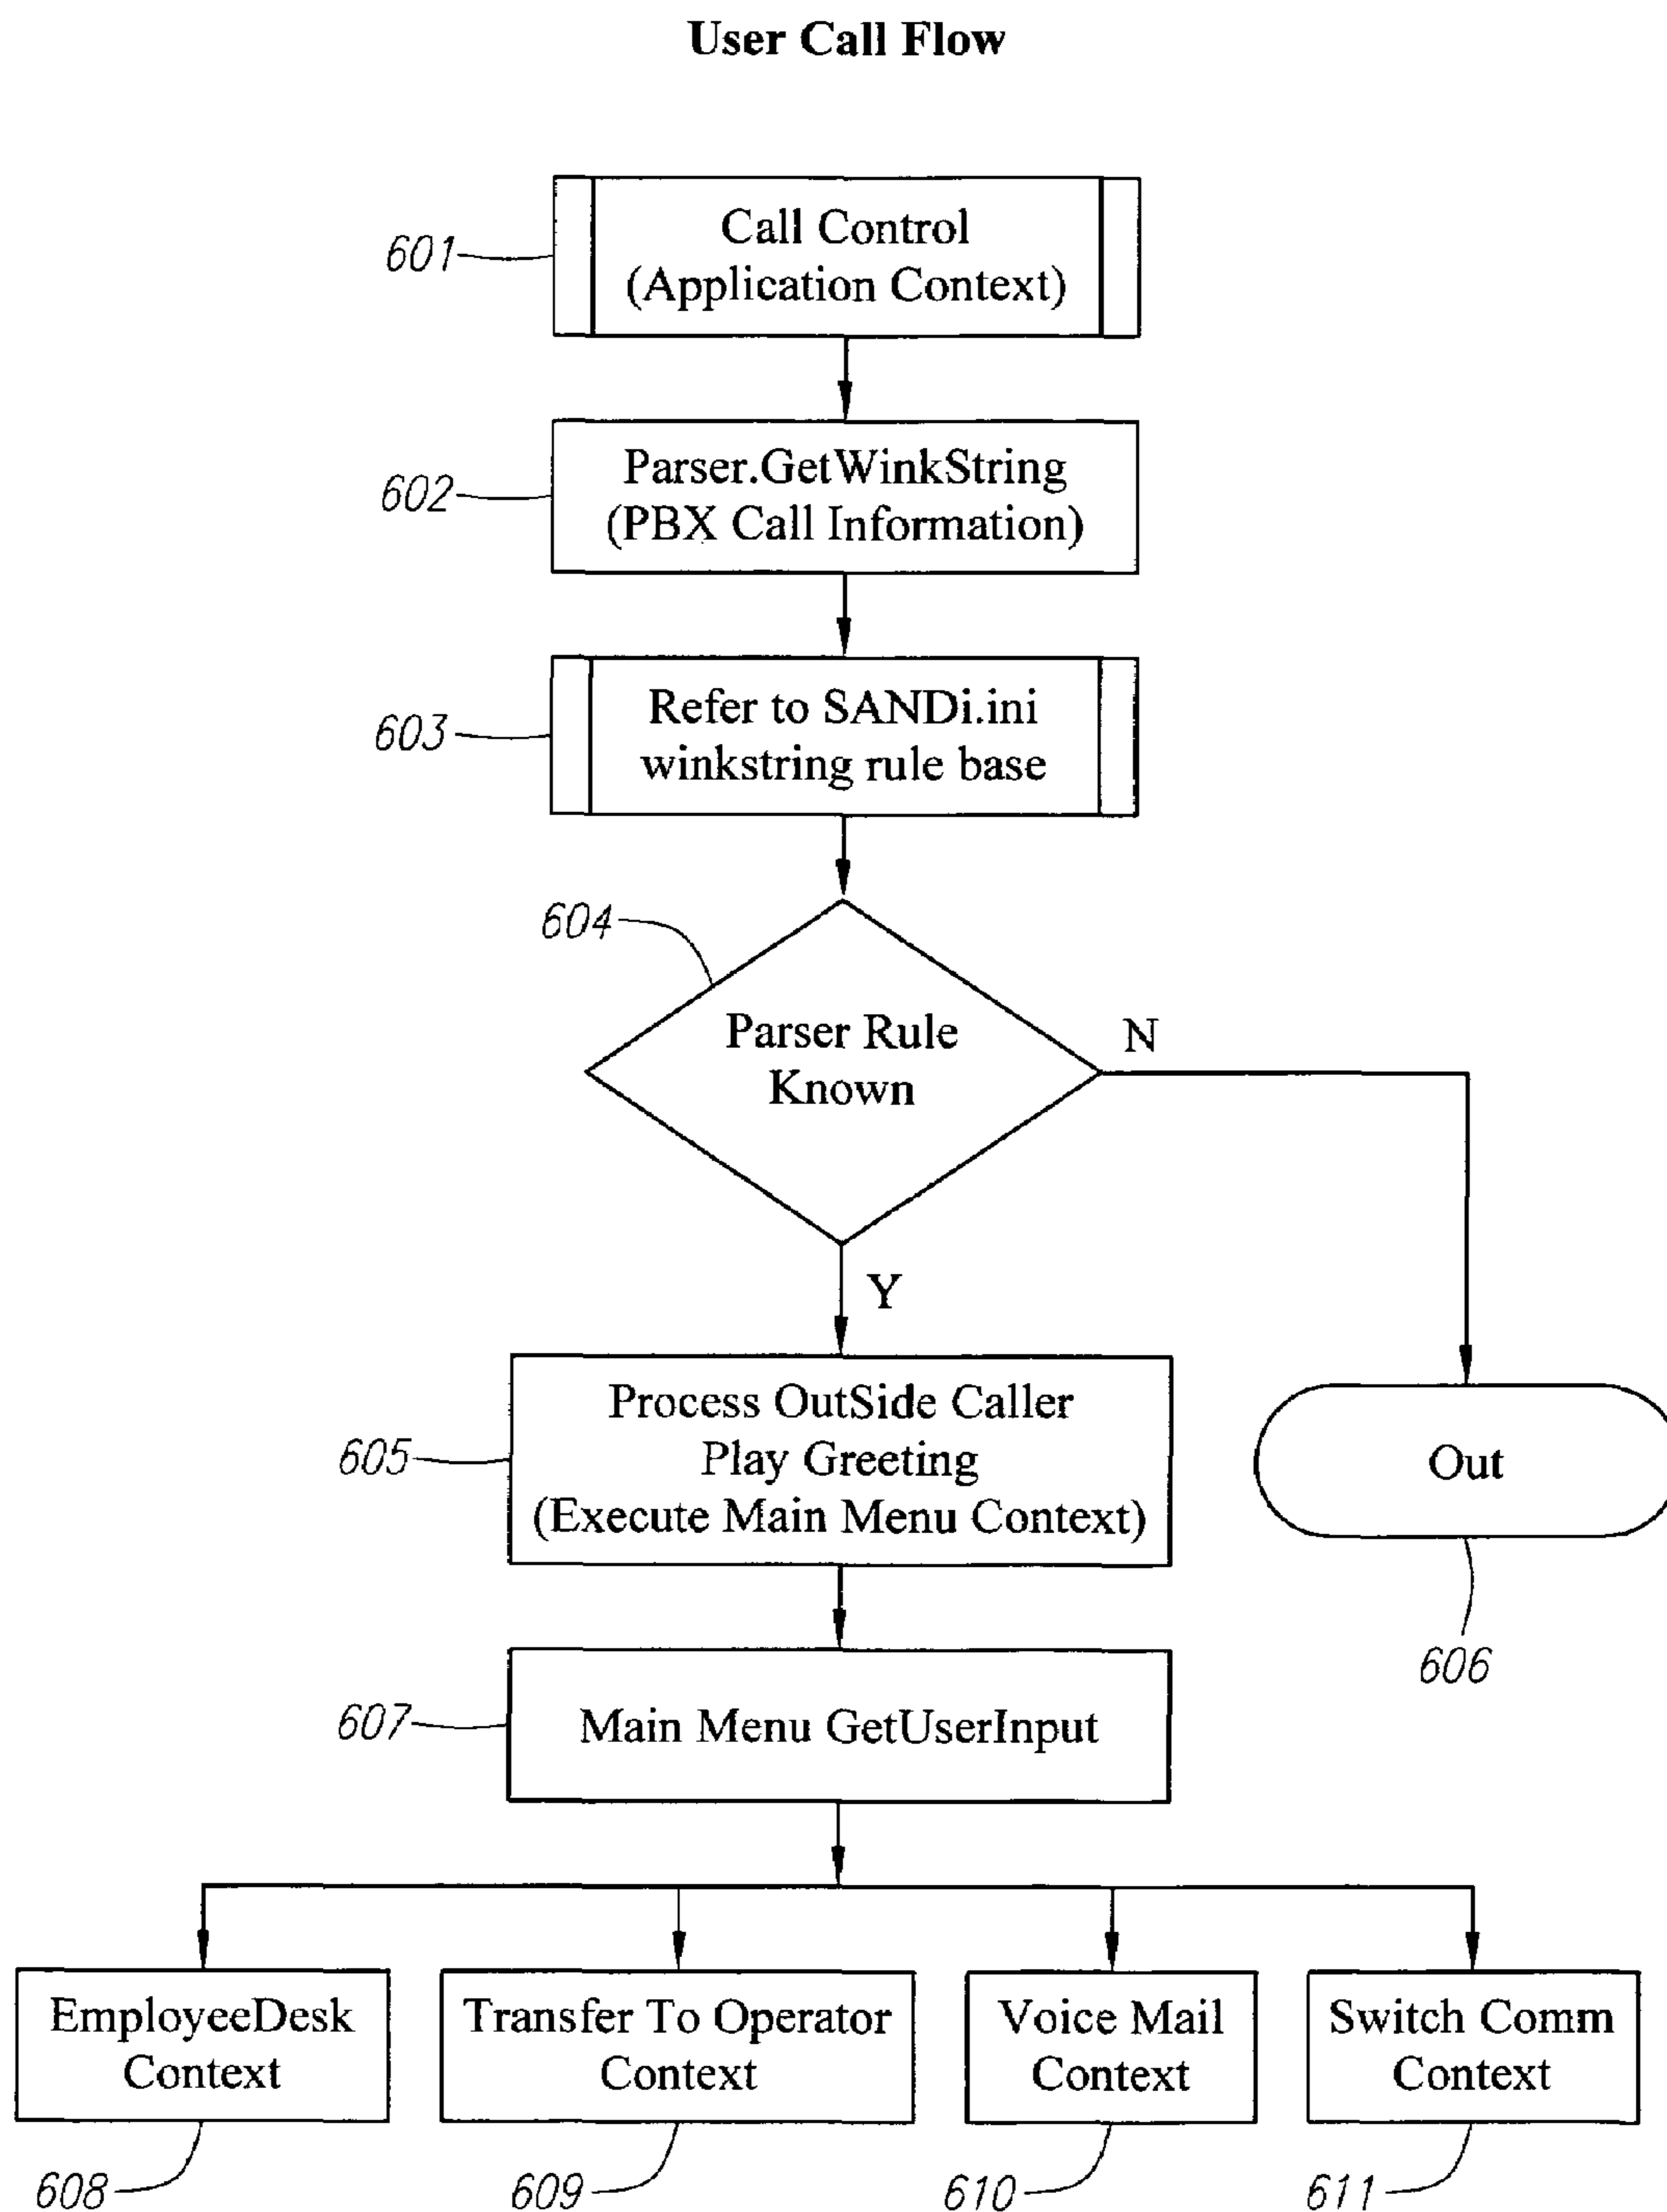 User Call Flow
601
Call Control
(Application Context)
602
Parser.GetWinkString
(PBX Call Information)
603
Refer to SANDi.ini
winkstring rule base
604
Parser Rule
Known
N
Y
605
Process OutSide Caller
Play Greeting
(Execute Main Menu Context)
Out
606
607
Main Menu GetUserInput
EmployeeDesk
Context
Transfer To Operator
Context
Voice Mail
Context
Switch Comm
Context
608
609
610
611